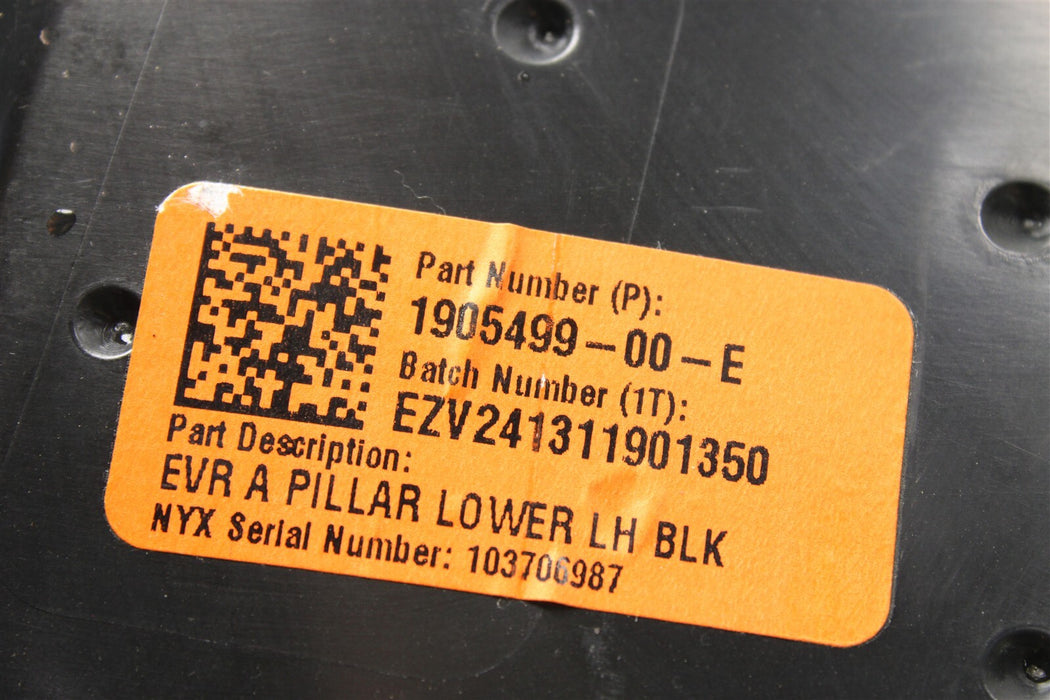 Part Number (P):
1905499-00-E
Batch Number (1T):
EZV241311901350
Part Description:
EVR A PILLAR LOWER LH BLK
NYX Serial Number: 103706987